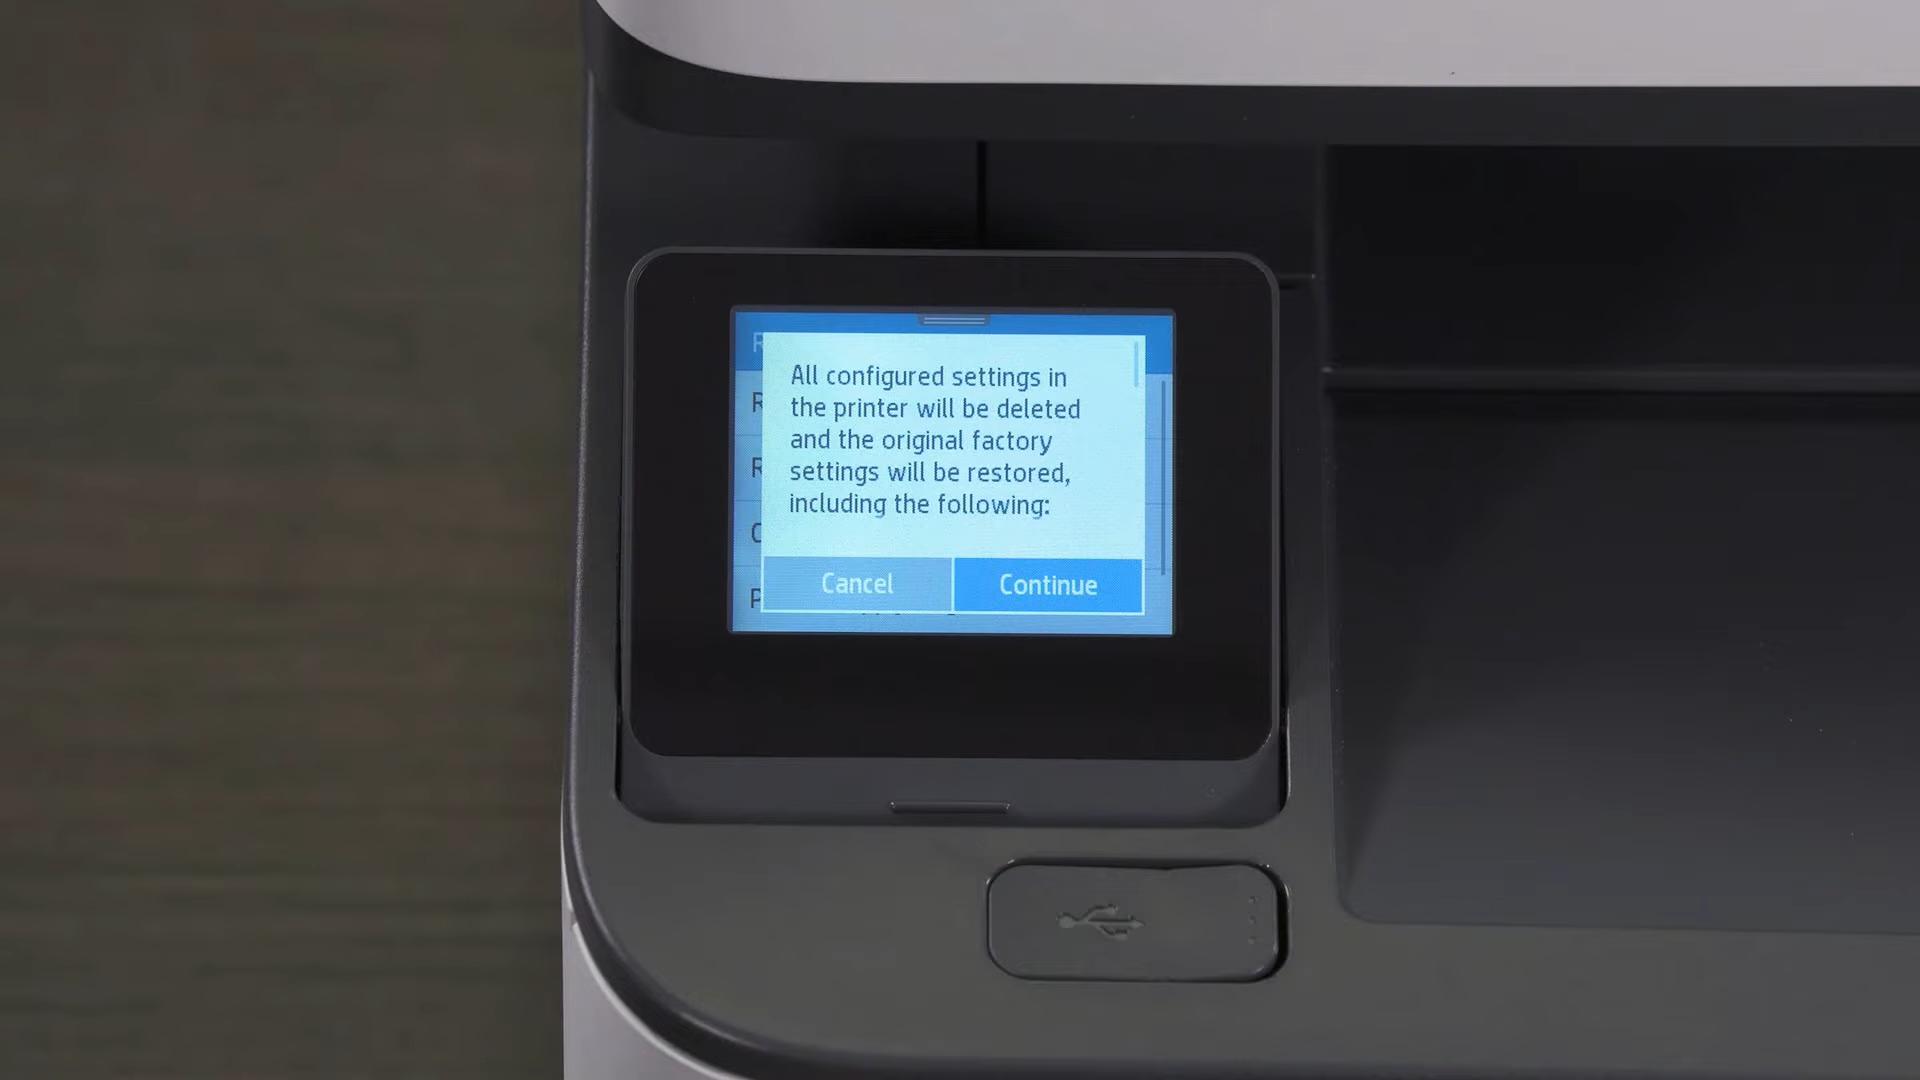 All configured settings in
the printer will be deleted
and the original factory
settings will be restored,
including the following:
Cancel
Continue